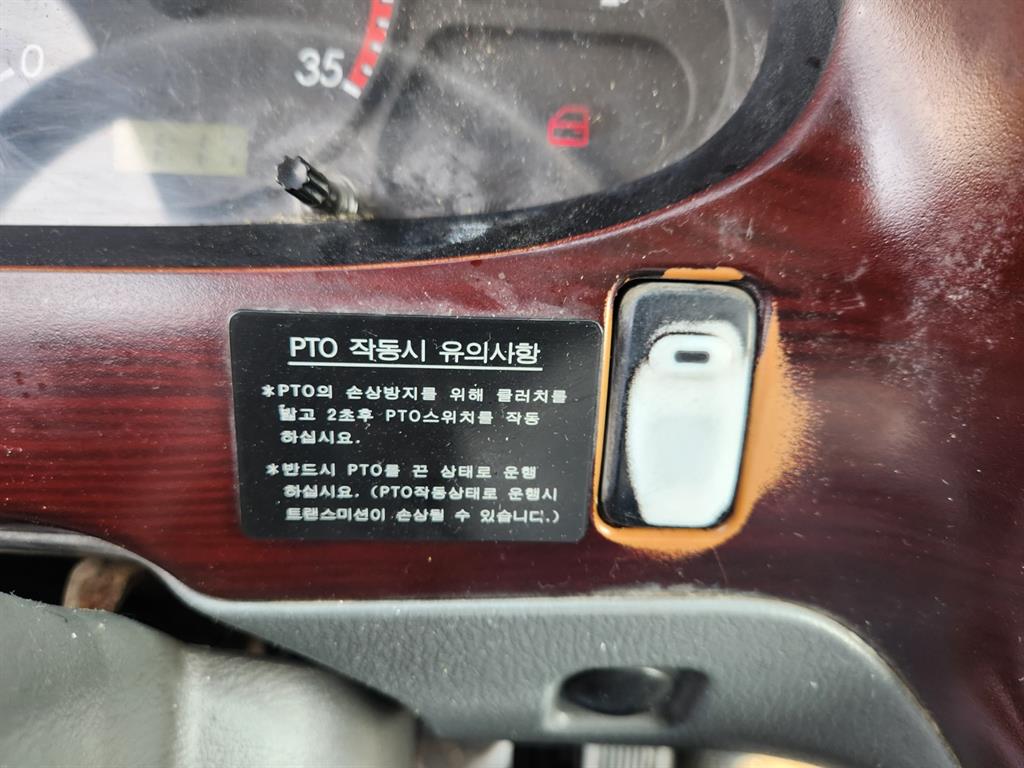 0
35
PTO 작동시 유의사항
*PTO의 손상방지를 위해 클러치를
밟고 2초후 PTO스위치를 작동
하십시요.
*반드시 PTO를 끈 상태로 운행
하십시요. (PTO작동상태로 운행시
트랜스미션이 손상될 수 있습니다.)